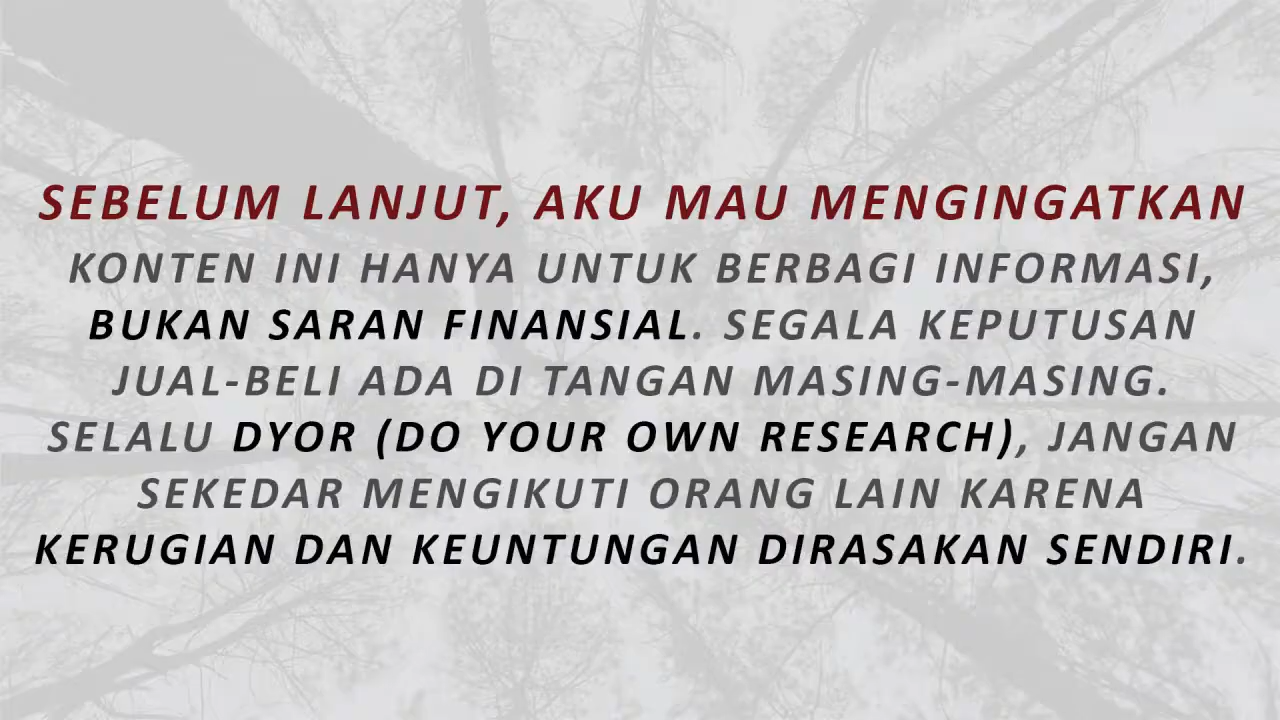 SEBELUM LANJUT, AKU MAU MENGINGATKAN
KONTEN INI HANYA UNTUK BERBAGI INFORMASI,
BUKAN SARAN FINANSIAL. SEGALA KEPUTUSAN
JUAL-BELI ADA DI TANGAN MASING-MASING.
SELALU DYOR (DO YOUR OWN RESEARCH), JANGAN
SEKEDAR MENGIKUTI ORANG LAIN KARENA
KERUGIAN DAN KEUNTUNGAN DIRASAKAN SENDIRI.